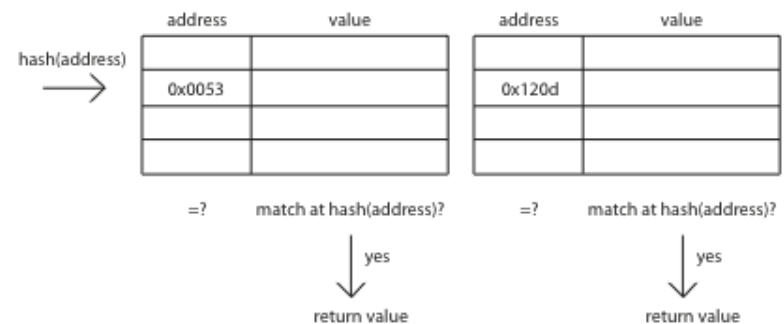 address value address value
hash(address)
0x0053 0x120d
=? match at hash(address)? =? match at hash(address)?
yes yes
return value return value